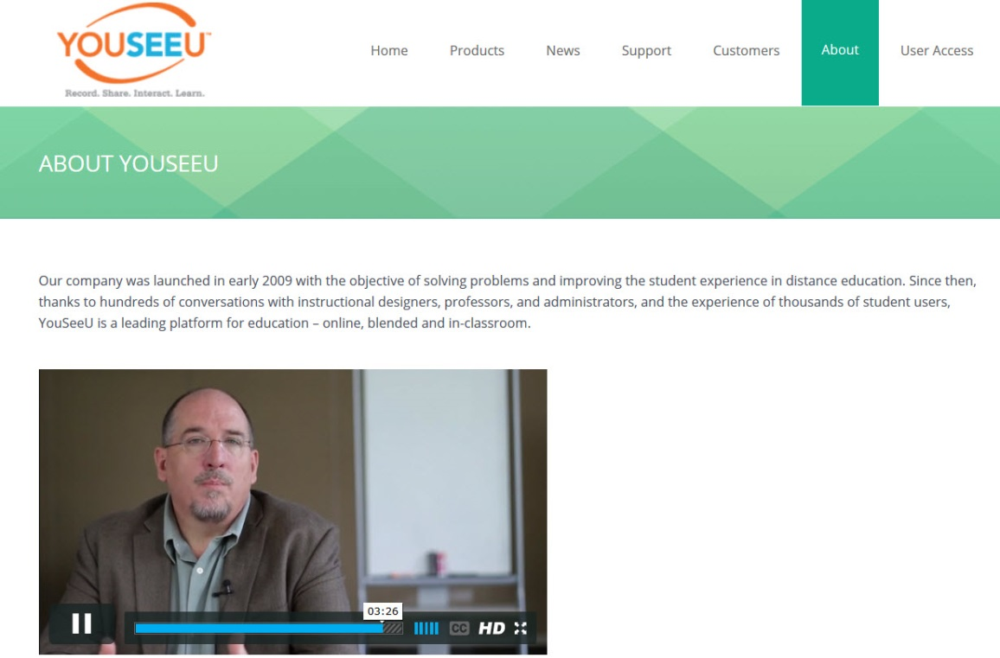 YOUSEEU™
Record. Share. Interact. Learn.
Home Products News Support Customers About User Access
ABOUT YOUSEEU
Our company was launched in early 2009 with the objective of solving problems and improving the student experience in distance education. Since then,
thanks to hundreds of conversations with instructional designers, professors, and administrators, and the experience of thousands of student users,
YouSeeU is a leading platform for education – online, blended and in-classroom.
03:26
CC HD